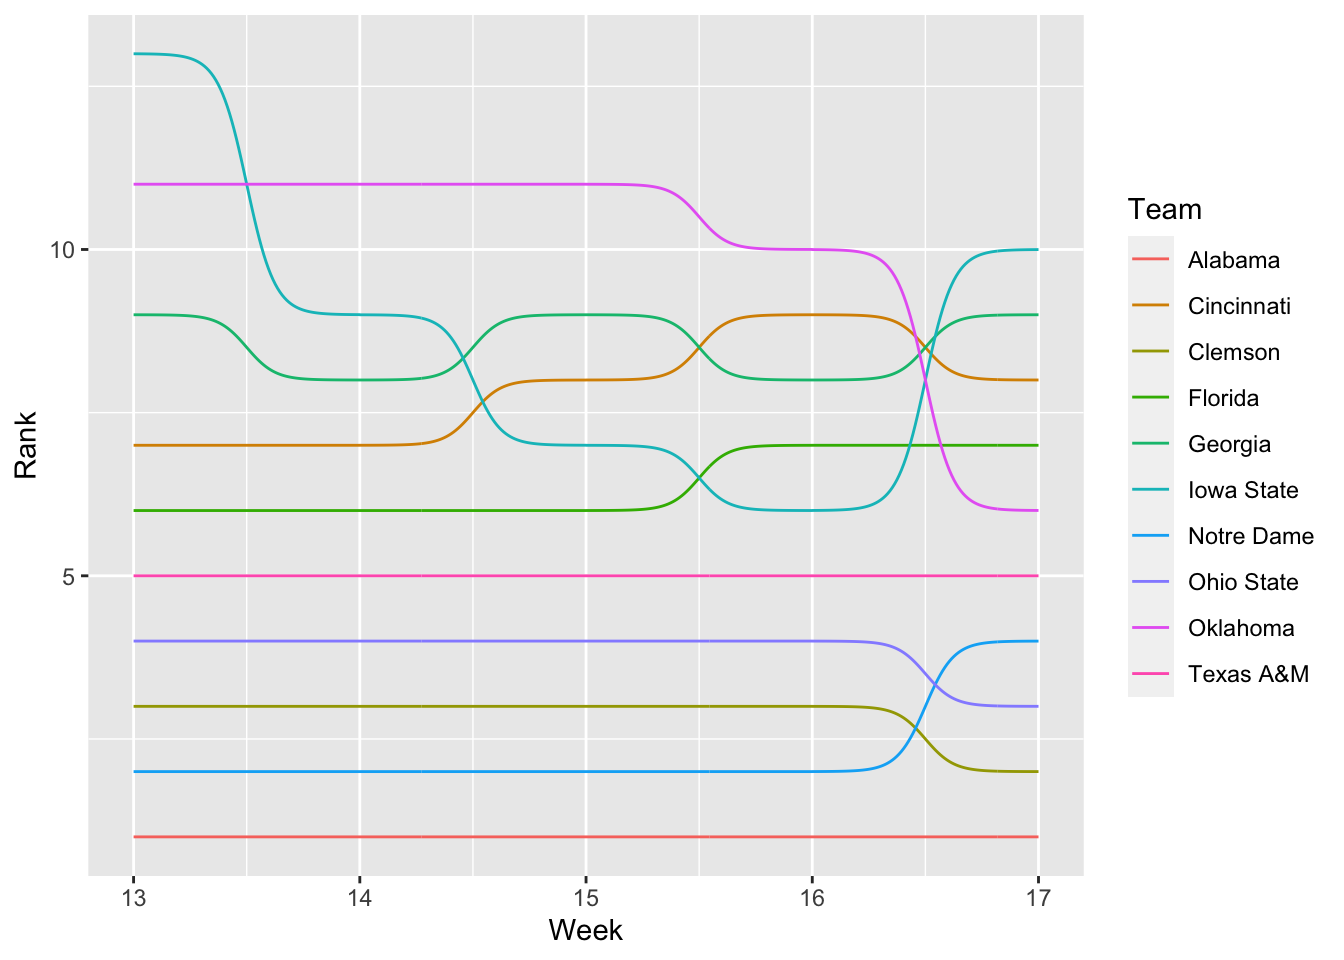 Rank
10
5
13 14 15 16 17
Week
Team
Alabama
Cincinnati
Clemson
Florida
Georgia
Iowa State
Notre Dame
Ohio State
Oklahoma
Texas A&M